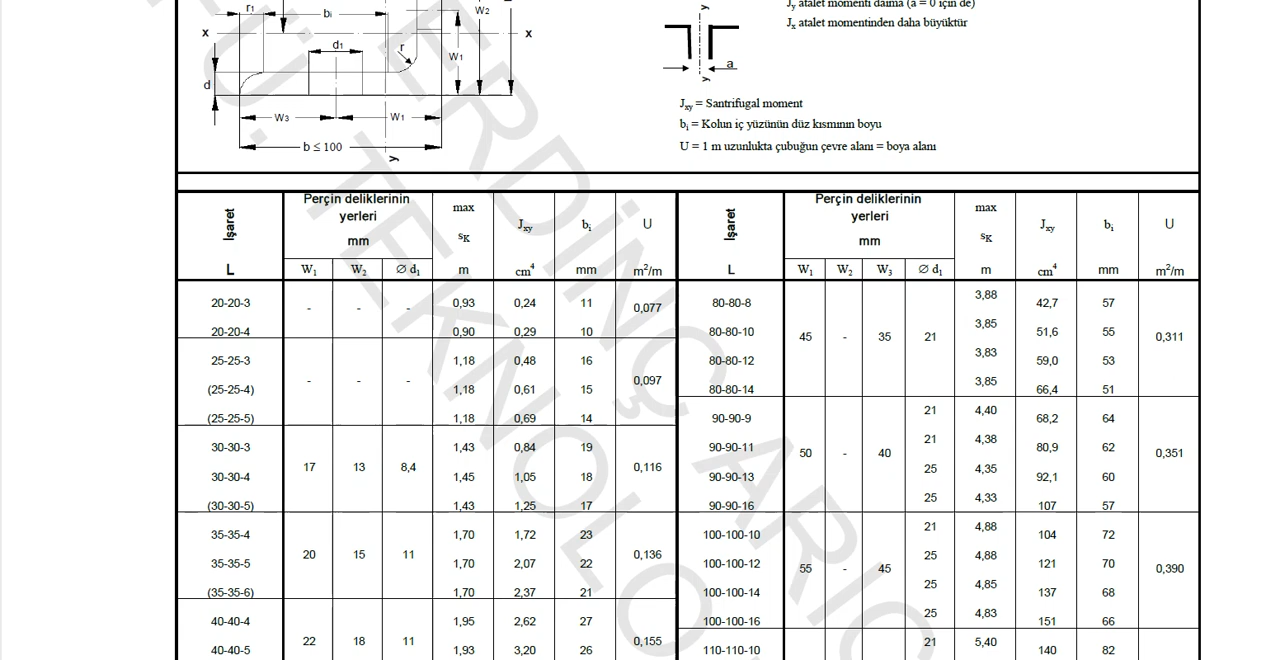 Jy atalet momenti daima (a = 0 için de)
Jx atalet momentinden daha büyüktür
r1
bi
W2
x
x
d1
r
W1
y
a
y
d
W3
W1
b ≤ 100
y
Jxy = Santrifugal moment
bi = Kolun iç yüzünün düz kısmının boyu
U = 1 m uzunlukta çubuğun çevre alanı = boya alanı
İşaret L | Perçin deliklerinin yerleri mm | max sK m | Jxy cm4 | bi mm | U m2/m | İşaret L | Perçin deliklerinin yerleri mm | max sK m | Jxy cm4 | bi mm | U m2/m
W1 W2 ∅ d1 | W1 W2 W3 ∅ d1
20-20-3 - - - 0,93 0,24 11 0,077 80-80-8 3,88 42,7 57
20-20-4 0,90 0,29 10 80-80-10 45 - 35 21 3,85 51,6 55 0,311
25-25-3 1,18 0,48 16 80-80-12 3,83 59,0 53
(25-25-4) - - - 1,18 0,61 15 0,097 80-80-14 3,85 66,4 51
(25-25-5) 1,18 0,69 14 90-90-9 21 4,40 68,2 64
30-30-3 1,43 0,84 19 90-90-11 50 - 40 21 4,38 80,9 62 0,351
30-30-4 17 13 8,4 1,45 1,05 18 0,116 90-90-13 25 4,35 92,1 60
(30-30-5) 1,43 1,25 17 90-90-16 25 4,33 107 57
35-35-4 1,70 1,72 23 100-100-10 21 4,88 104 72
35-35-5 20 15 11 1,70 2,07 22 0,136 100-100-12 55 - 45 25 4,88 121 70 0,390
(35-35-6) 1,70 2,37 21 100-100-14 25 4,85 137 68
40-40-4 22 18 11 1,95 2,62 27 0,155 100-100-16 25 4,83 151 66
40-40-5 1,93 3,20 26 110-110-10 21 5,40 140 82